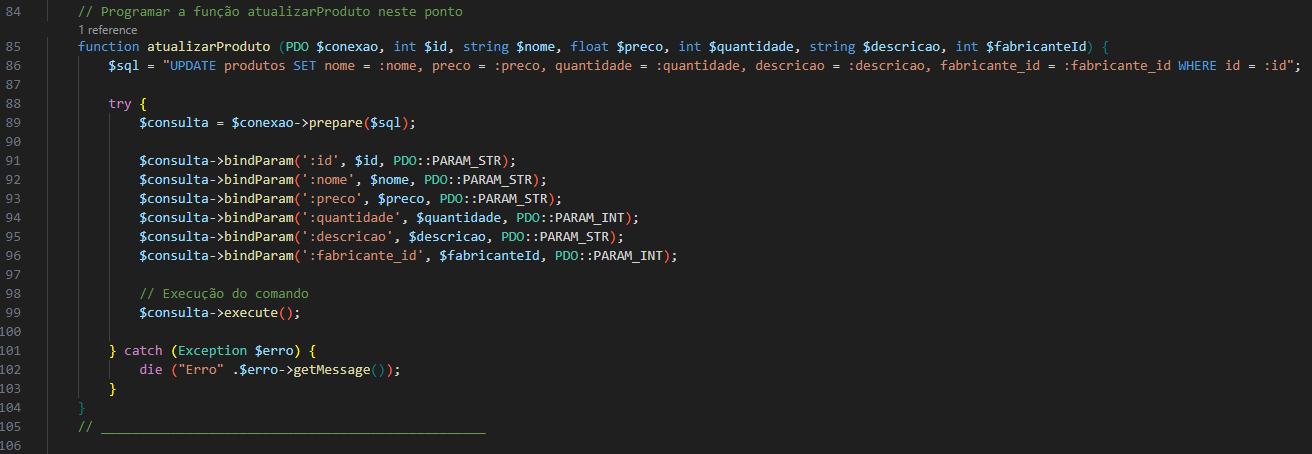 84 // Programar a função atualizarProduto neste ponto
1 reference
85 function atualizarProduto (PDO $conexao, int $id, string $nome, float $preco, int $quantidade, string $descricao, int $fabricanteId) {
86 $sql = "UPDATE produtos SET nome = :nome, preco = :preco, quantidade = :quantidade, descricao = :descricao, fabricante_id = :fabricante_id WHERE id = :id";
87
88 try {
89 $consulta = $conexao->prepare($sql);
90
91 $consulta->bindParam(':id', $id, PDO::PARAM_STR);
92 $consulta->bindParam(':nome', $nome, PDO::PARAM_STR);
93 $consulta->bindParam(':preco', $preco, PDO::PARAM_STR);
94 $consulta->bindParam(':quantidade', $quantidade, PDO::PARAM_INT);
95 $consulta->bindParam(':descricao', $descricao, PDO::PARAM_STR);
96 $consulta->bindParam(':fabricante_id', $fabricanteId, PDO::PARAM_INT);
97
98 // Execução do comando
99 $consulta->execute();
100
101 } catch (Exception $erro) {
102 die ("Erro" .$erro->getMessage());
103 }
104 }
105 // __________________________________________________
106